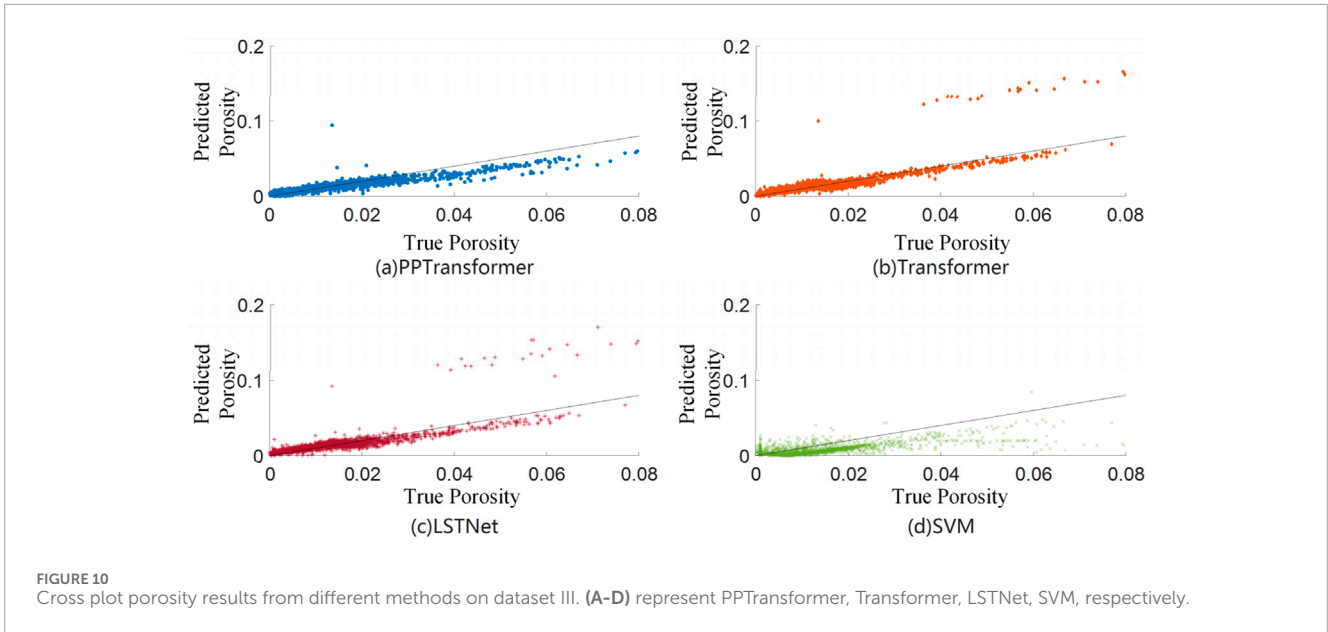 0.2
0.1
0
Predicted
Porosity
0 0.02 0.04 0.06 0.08
True Porosity
(a)PPTransformer
0.2
0.1
0
Predicted
Porosity
0 0.02 0.04 0.06 0.08
True Porosity
(b)Transformer
0.2
0.1
0
Predicted
Porosity
0 0.02 0.04 0.06 0.08
True Porosity
(c)LSTNet
0.2
0.1
0
Predicted
Porosity
0 0.02 0.04 0.06 0.08
True Porosity
(d)SVM
FIGURE 10
Cross plot porosity results from different methods on dataset III. (A-D) represent PPTransformer, Transformer, LSTNet, SVM, respectively.